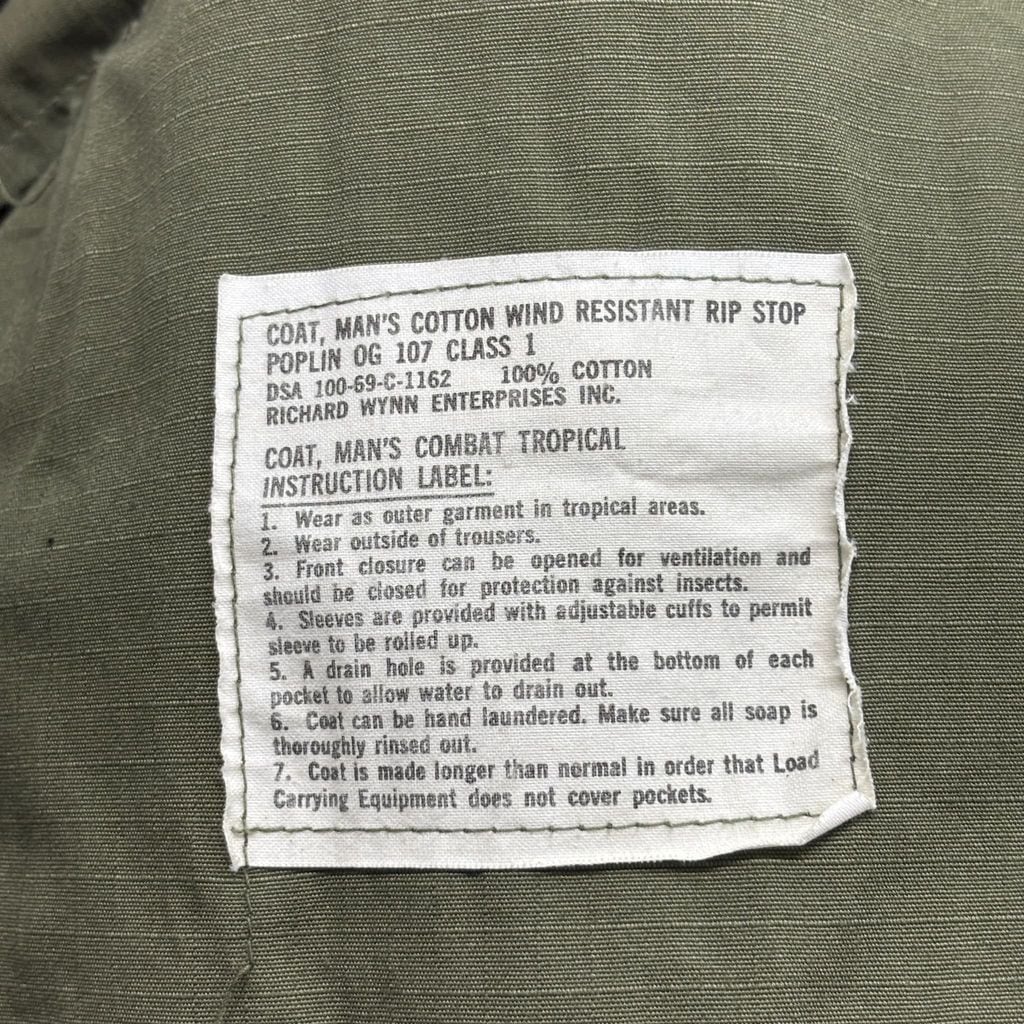 COAT, MAN'S COTTON WIND RESISTANT RIP STOP
POPLIN OG 107 CLASS 1
DSA 100-69-C-1162 100% COTTON
RICHARD WYNN ENTERPRISES INC.
COAT, MAN'S COMBAT TROPICAL
INSTRUCTION LABEL:
1. Wear as outer garment in tropical areas.
2. Wear outside of trousers.
3. Front closure can be opened for ventilation and
should be closed for protection against insects.
4. Sleeves are provided with adjustable cuffs to permit
sleeve to be rolled up.
5. A drain hole is provided at the bottom of each
pocket to allow water to drain out.
6. Coat can be hand laundered. Make sure all soap is
thoroughly rinsed out.
7. Coat is made longer than normal in order that Load
Carrying Equipment does not cover pockets.